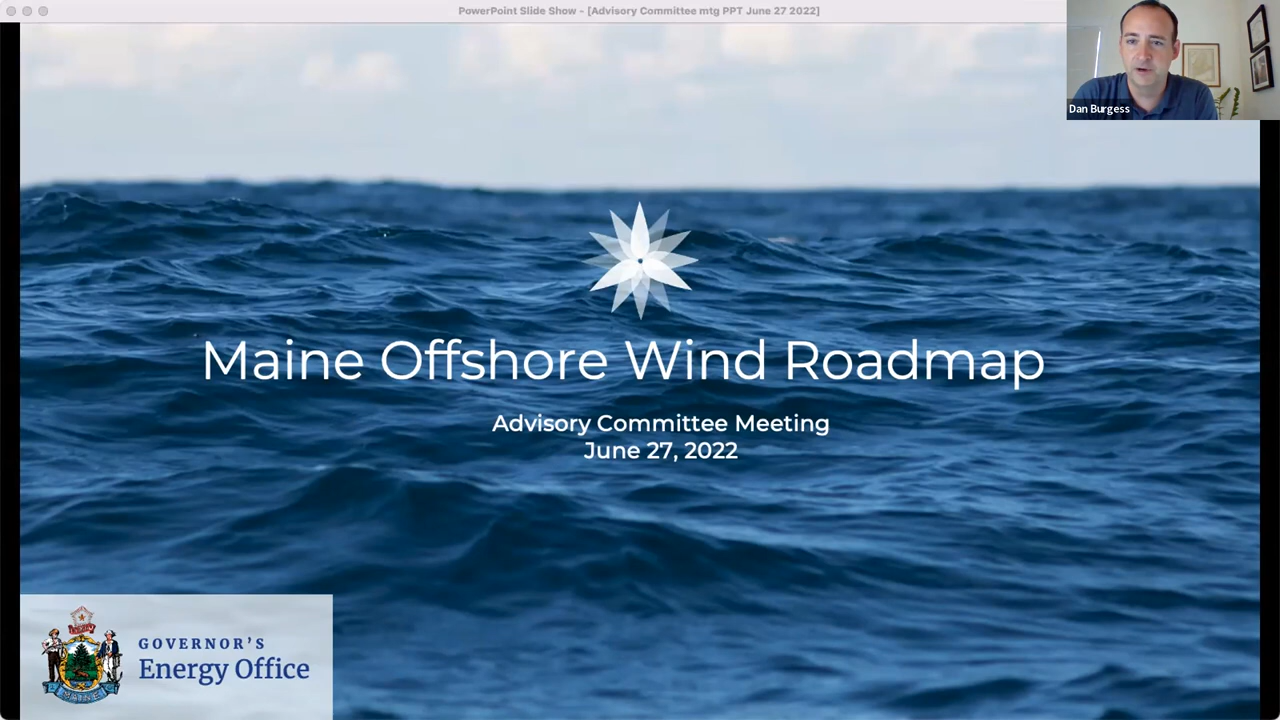 PowerPoint Slide Show - [Advisory Committee mtg PPT June 27 2022]
Dan Burgess
Maine Offshore Wind Roadmap
Advisory Committee Meeting
June 27, 2022
GOVERNOR'S
Energy Office
MAINE